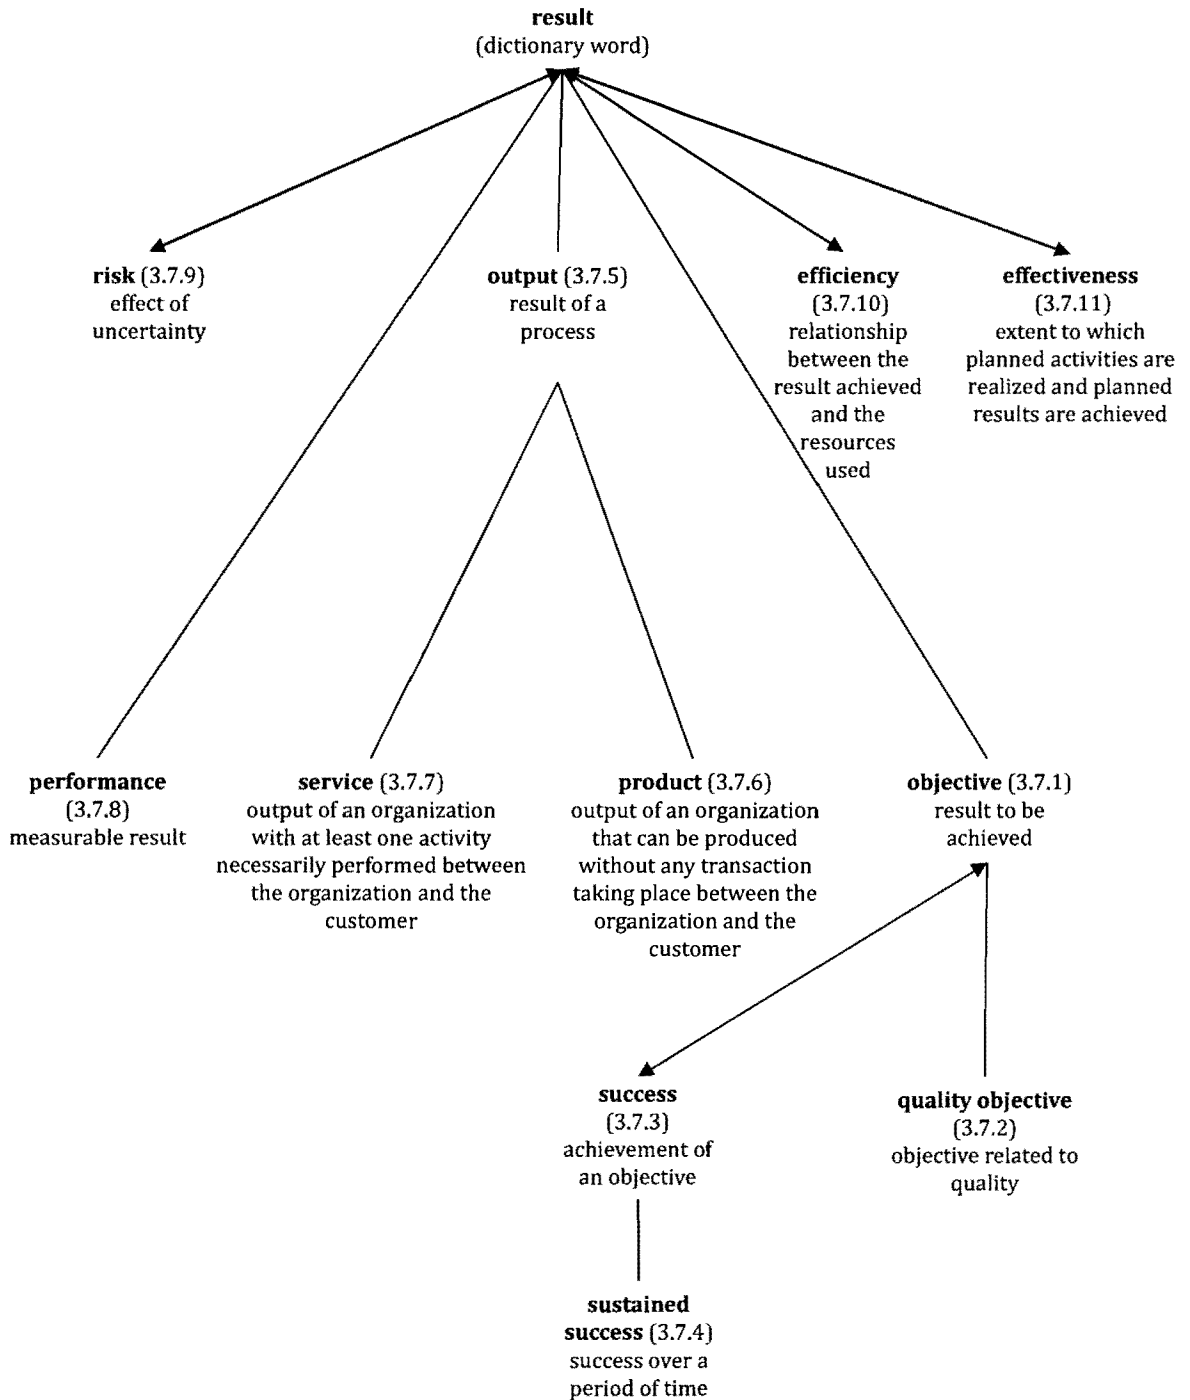 result
(dictionary word)
risk (3.7.9)
effect of
uncertainty
output (3.7.5)
result of a
process
efficiency
(3.7.10)
relationship
between the
result achieved
and the
resources
used
effectiveness
(3.7.11)
extent to which
planned activities are
realized and planned
results are achieved
performance
(3.7.8)
measurable result
service (3.7.7)
output of an organization
with at least one activity
necessarily performed between
the organization and the
customer
product (3.7.6)
output of an organization
that can be produced
without any transaction
taking place between the
organization and the
customer
objective (3.7.1)
result to be
achieved
success
(3.7.3)
achievement of
an objective
quality objective
(3.7.2)
objective related to
quality
sustained
success (3.7.4)
success over a
period of time